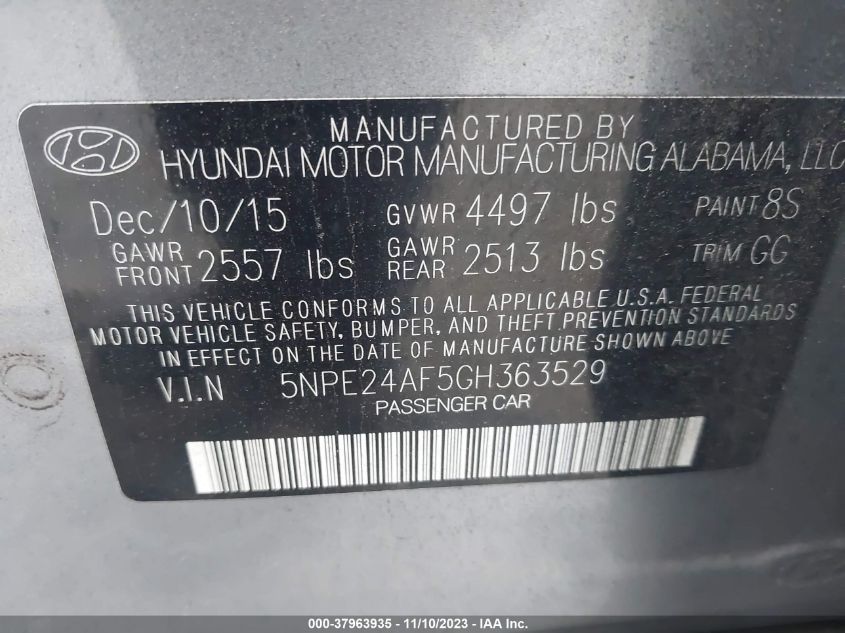 MANUFACTURED BY
HYUNDAI MOTOR MANUFACTURING ALABAMA, LLC
Dec/10/15 GVWR 4497 lbs PAINT 8S
GAWR FRONT 2557 lbs GAWR REAR 2513 lbs TRIM GG
THIS VEHICLE CONFORMS TO ALL APPLICABLE U.S.A. FEDERAL
MOTOR VEHICLE SAFETY, BUMPER, AND THEFT PREVENTION STANDARDS
IN EFFECT ON THE DATE OF MANUFACTURE SHOWN ABOVE
V.I.N 5NPE24AF5GH363529
PASSENGER CAR
000-37963935 - 11/10/2023 - IAA Inc.